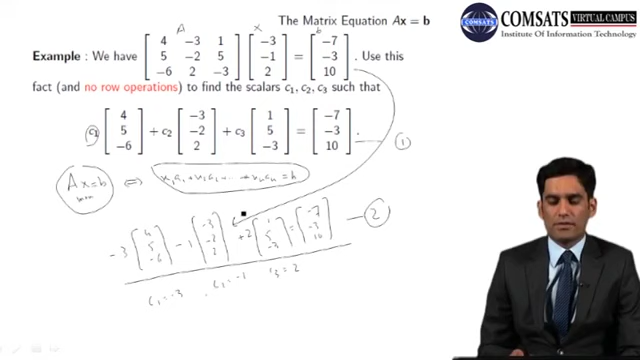 The Matrix Equation Ax = b
COMSATS VIRTUAL CAMPUS
Institute Of Information Technology
A x b
Example : We have [ 4 −3 1 ] [ −3 ] = [ −7 ]
[ 5 −2 5 ] [ −1 ] [ −3 ] . Use this
[ −6 2 −3 ] [ 2 ] [ 10 ]
fact (and no row operations) to find the scalars c₁, c₂, c₃ such that
c₁ [ 4 ] + c₂ [ −3 ] + c₃ [ 1 ] = [ −7 ]
[ 5 ] [ −2 ] [ 5 ] [ −3 ] . — 1
[ −6 ] [ 2 ] [ −3 ] [ 10 ]
Ax=b ⇔ x₁a₁+x₂a₂+... +xₙaₙ = b
mxn
−3 [ 4 ] −1 [ −3 ] +2 [ 1 ] = [ −7 ] — 2
[ 5 ] [ −2 ] [ 5 ] [ −3 ]
[ −6 ] [ 2 ] [ −3 ] [ 10 ]
c₁=−3 , c₂=−1 c₃=2